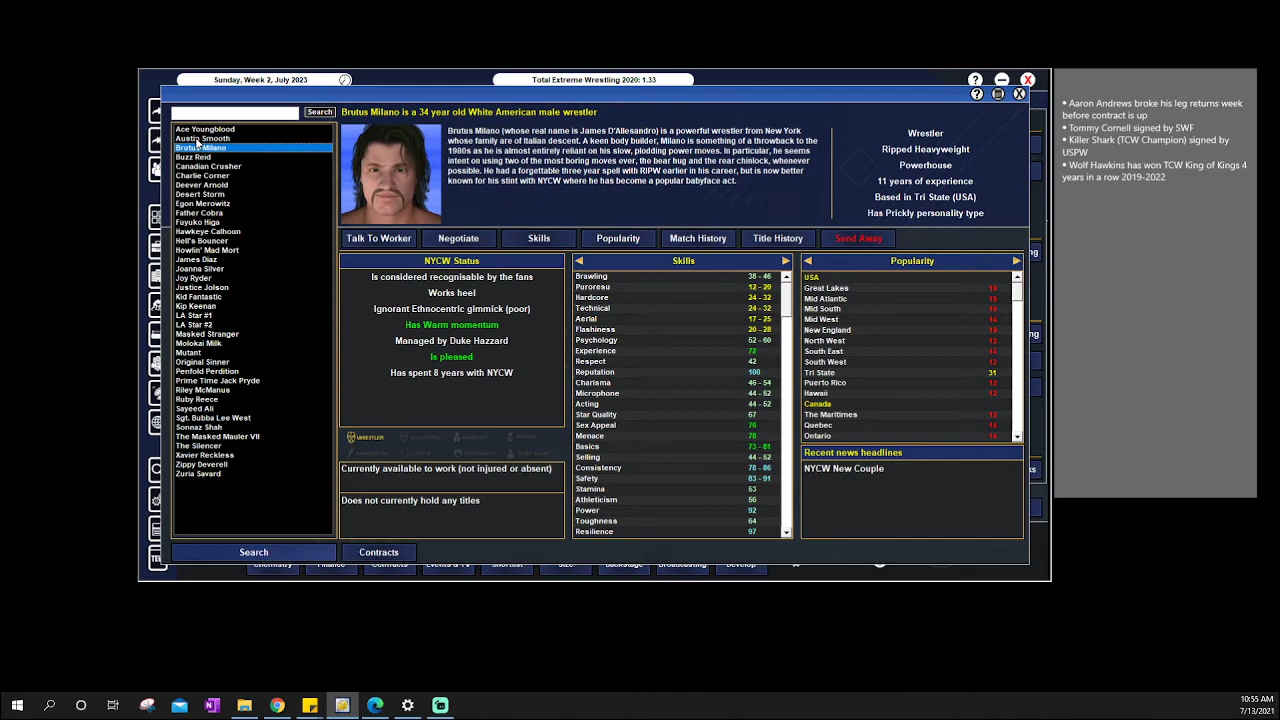 Sunday, Week 2, July 2023
Total Extreme Wrestling 2020: 1.33
Search
Brutus Milano is a 34 year old White American male wrestler
Ace Youngblood
Austin Smooth
Brutus Milano
Buzz Reid
Canadian Crusher
Charlie Corner
Deever Arnold
Desert Storm
Egon Merowitz
Father Cobra
Fuyuko Higa
Hawkeye Calhoun
Hell's Bouncer
Howlin' Mad Mort
James Diaz
Joanna Silver
Joy Ryder
Justice Jolson
Kid Fantastic
Kip Keenan
LA Star #1
LA Star #2
Masked Stranger
Molokai Milk
Mutant
Original Sinner
Penfold Perdition
Prime Time Jack Pryde
Riley McManus
Ruby Reece
Sayeed Ali
Sgt. Bubba Lee West
Sonnaz Shah
The Masked Mauler VII
The Silencer
Xavier Reckless
Zippy Deverell
Zuria Savard
Search
Contracts
Brutus Milano (whose real name is James D'Allesandro) is a powerful wrestler from New York
whose family are of Italian descent. A keen body builder, Milano is something of a throwback to the
1980s as he is almost entirely reliant on his slow, plodding power moves. In particular, he seems
intent on using two of the most boring moves ever, the bear hug and the rear chinlock, whenever
possible. He had a forgettable three year spell with RIPW earlier in his career, but is now better
known for his stint with NYCW where he has become a popular babyface act.
Wrestler
Ripped Heavyweight
Powerhouse
11 years of experience
Based in Tri State (USA)
Has Prickly personality type
Talk To Worker
Negotiate
Skills
Popularity
Match History
Title History
Send Away
NYCW Status
Is considered recognisable by the fans
Works heel
Ignorant Ethnocentric gimmick (poor)
Has Warm momentum
Managed by Duke Hazzard
Is pleased
Has spent 8 years with NYCW
WRESTLER
Currently available to work (not injured or absent)
Does not currently hold any titles
Skills
Brawling 38 - 46
Puroresu 12 - 20
Hardcore 24 - 32
Technical 24 - 32
Aerial 17 - 25
Flashiness 20 - 28
Psychology 52 - 60
Experience 72
Respect 42
Reputation 100
Charisma 46 - 54
Microphone 44 - 52
Acting 44 - 52
Star Quality 67
Sex Appeal 76
Menace 78
Basics 73 - 81
Selling 44 - 52
Consistency 78 - 86
Safety 83 - 91
Stamina 53
Athleticism 56
Power 92
Toughness 64
Resilience 97
Popularity
USA
Great Lakes 19
Mid Atlantic 19
Mid South 10
Mid West 14
New England 19
North West 12
South East 14
South West 12
Tri State 31
Puerto Rico 12
Hawaii 12
Canada
The Maritimes 12
Quebec 14
Ontario 14
Recent news headlines
NYCW New Couple
• Aaron Andrews broke his leg returns week
before contract is up
• Tommy Cornell signed by SWF
• Killer Shark (TCW Champion) signed by
USPW
• Wolf Hawkins has won TCW King of Kings 4
years in a row 2019-2022
Chemistry Finance Contracts Events & TV Shortlist Size Backstage Broadcasting Develop
10:55 AM
7/13/2021